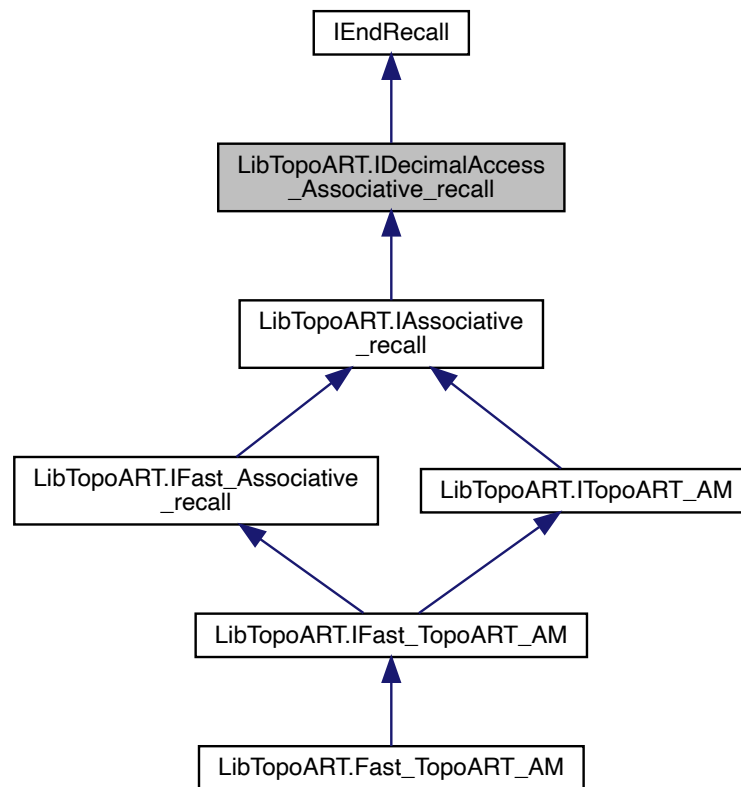 IEndRecall
LibTopoART.IDecimalAccess
_Associative_recall
LibTopoART.IAssociative
_recall
LibTopoART.IFast_Associative
_recall
LibTopoART.ITopoART_AM
LibTopoART.IFast_TopoART_AM
LibTopoART.Fast_TopoART_AM